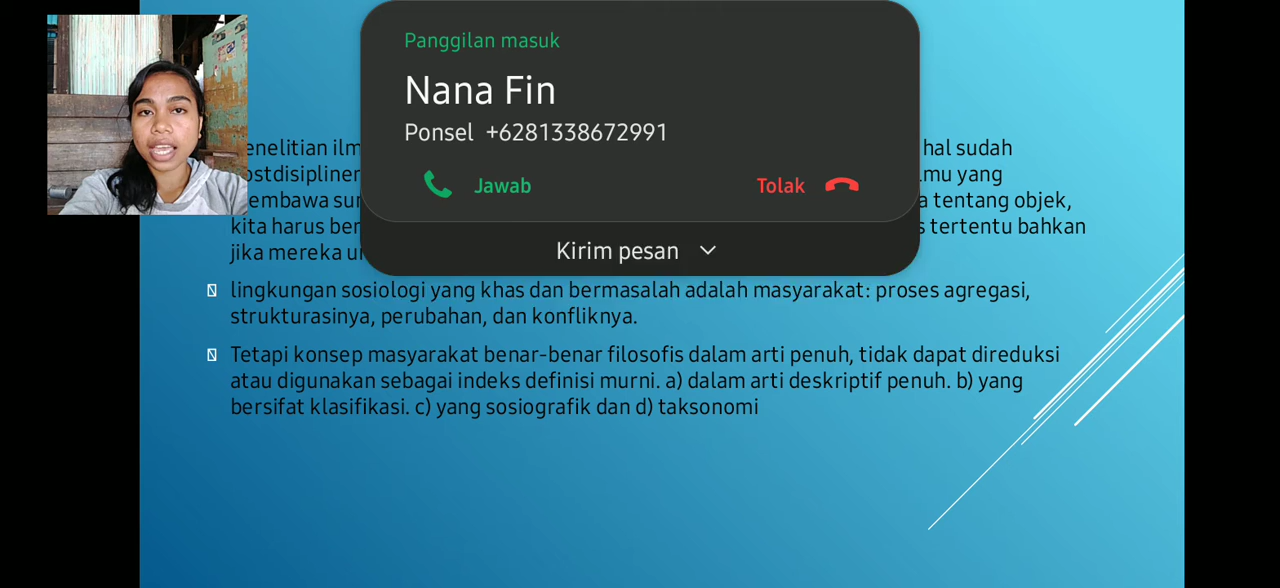 Panggilan masuk
Nana Fin
Ponsel +6281338672991
Jawab
Tolak
Kirim pesan
hal sudah
yang
tentang objek,
kita harus
tertentu bahkan
jika mereka
lingkungan sosiologi yang khas dan bermasalah adalah masyarakat: proses agregasi,
strukturasinya, perubahan, dan konfliknya.
Tetapi konsep masyarakat benar-benar filosofis dalam arti penuh, tidak dapat direduksi
atau digunakan sebagai indeks definisi murni. a) dalam arti deskriptif penuh. b) yang
bersifat klasifikasi. c) yang sosiografik dan d) taksonomi